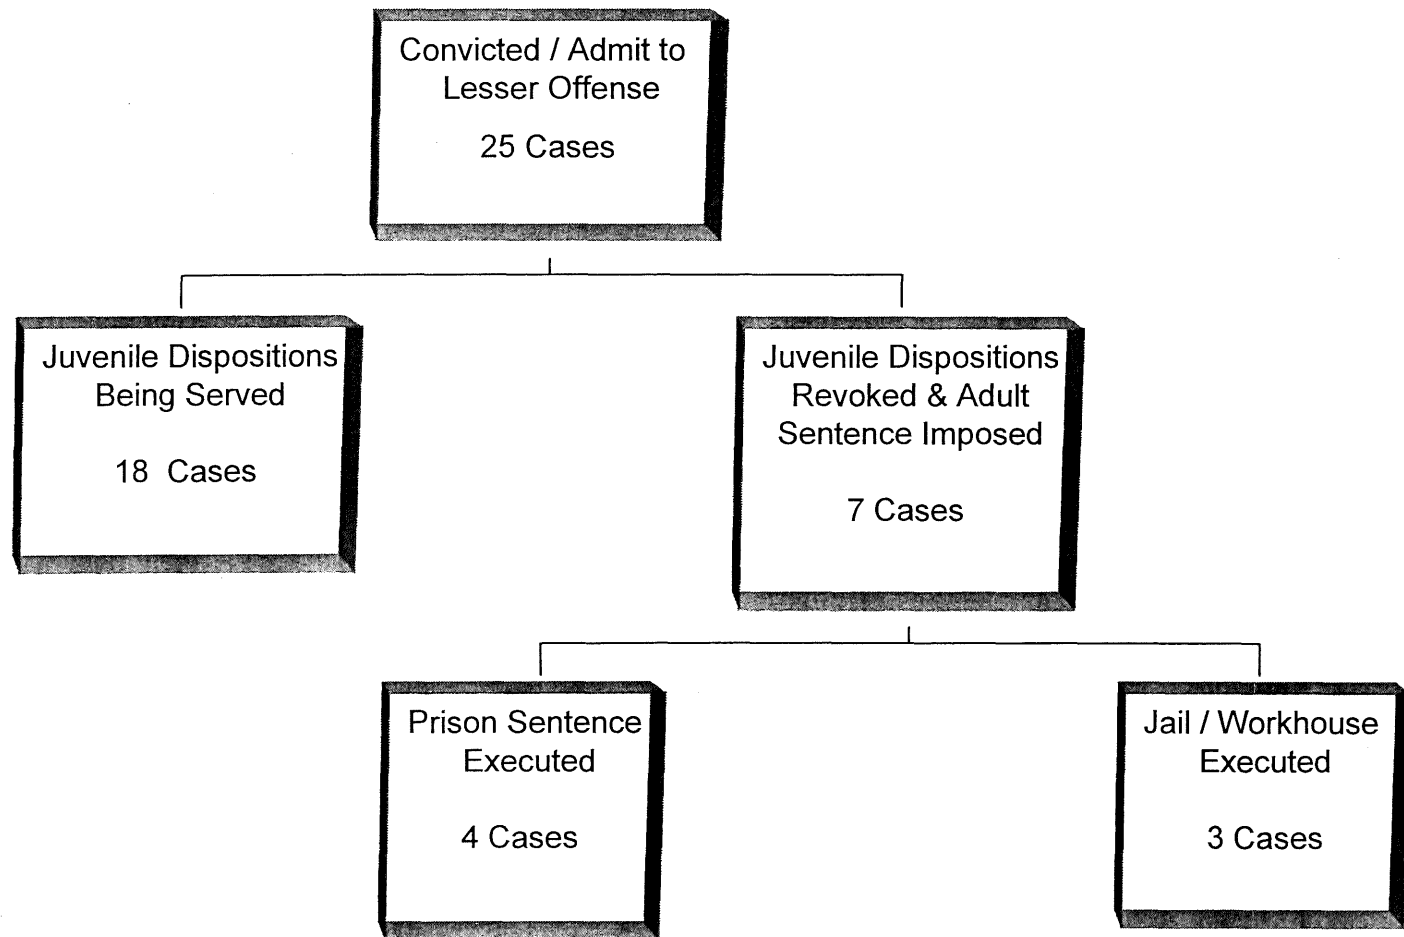 Convicted / Admit to
Lesser Offense
25 Cases
Juvenile Dispositions
Being Served
18 Cases
Juvenile Dispositions
Revoked & Adult
Sentence Imposed
7 Cases
Prison Sentence
Executed
4 Cases
Jail / Workhouse
Executed
3 Cases